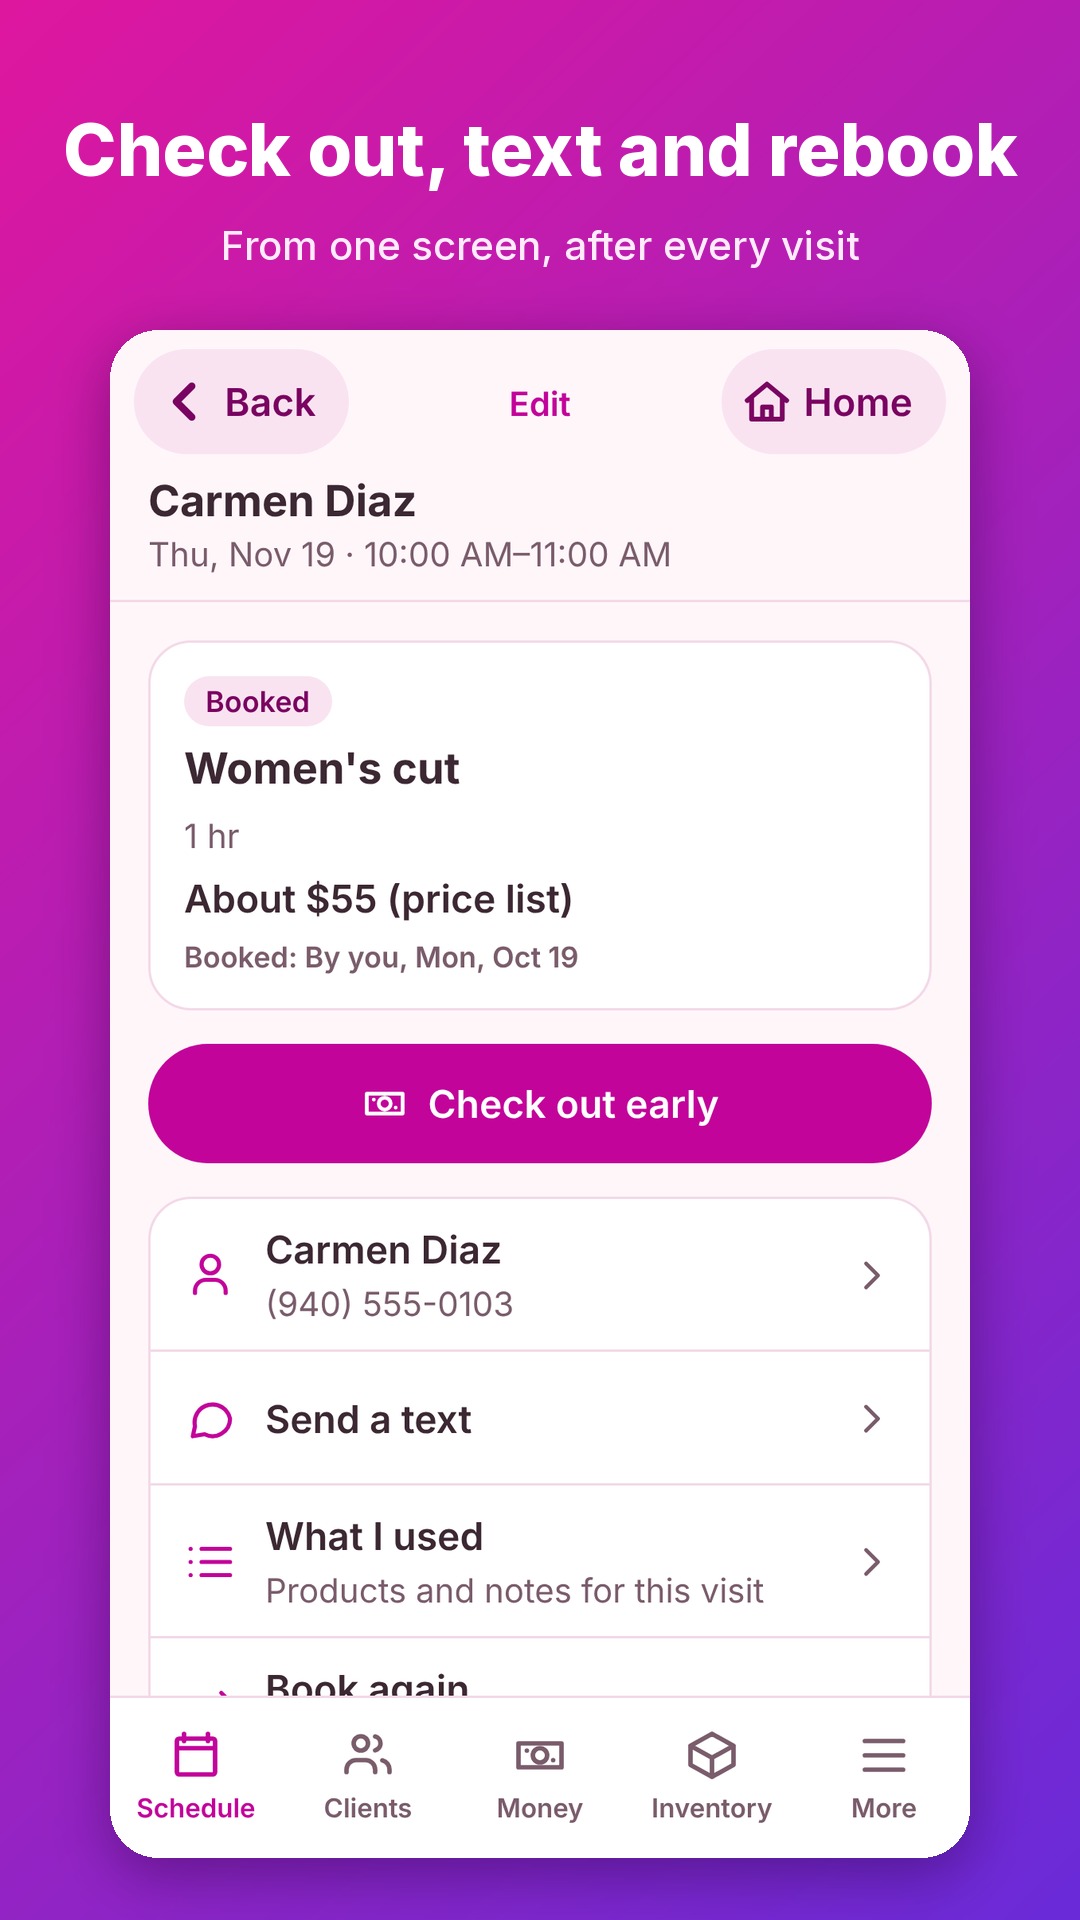 Check out, text and rebook
From one screen, after every visit
Back
Edit
Home
Carmen Diaz
Thu, Nov 19 · 10:00 AM–11:00 AM
Booked
Women's cut
1 hr
About $55 (price list)
Booked: By you, Mon, Oct 19
Check out early
Carmen Diaz
(940) 555-0103
Send a text
What I used
Products and notes for this visit
Book again
Schedule
Clients
Money
Inventory
More